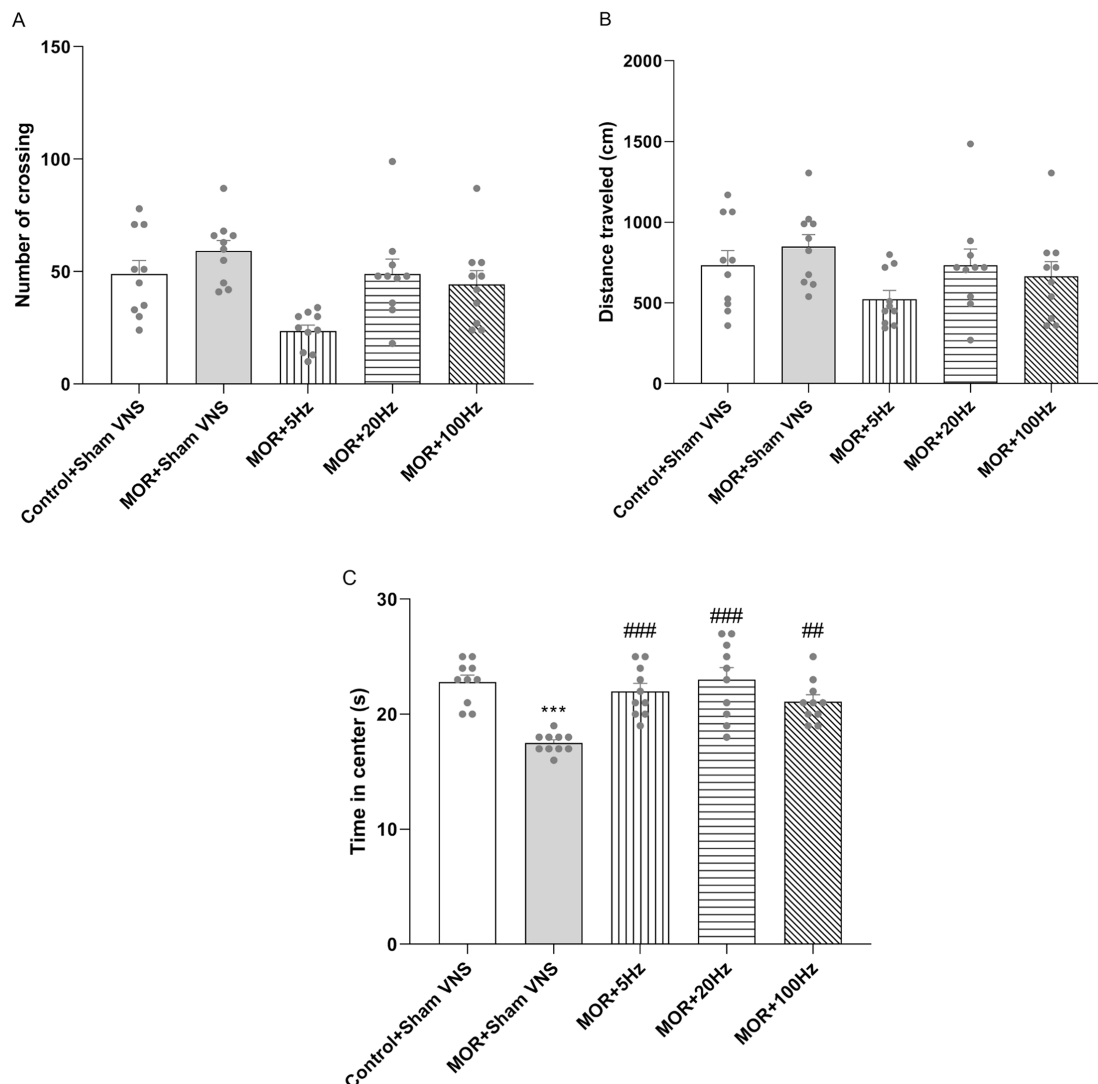 A
B
150
100
50
0
Number of crossing
Control+Sham VNS
MOR+Sham VNS
MOR+5Hz
MOR+20Hz
MOR+100Hz
2000
1500
1000
500
0
Distance traveled (cm)
Control+Sham VNS
MOR+Sham VNS
MOR+5Hz
MOR+20Hz
MOR+100Hz
C
30
20
10
0
Time in center (s)
***
###
###
##
Control+Sham VNS
MOR+Sham VNS
MOR+5Hz
MOR+20Hz
MOR+100Hz